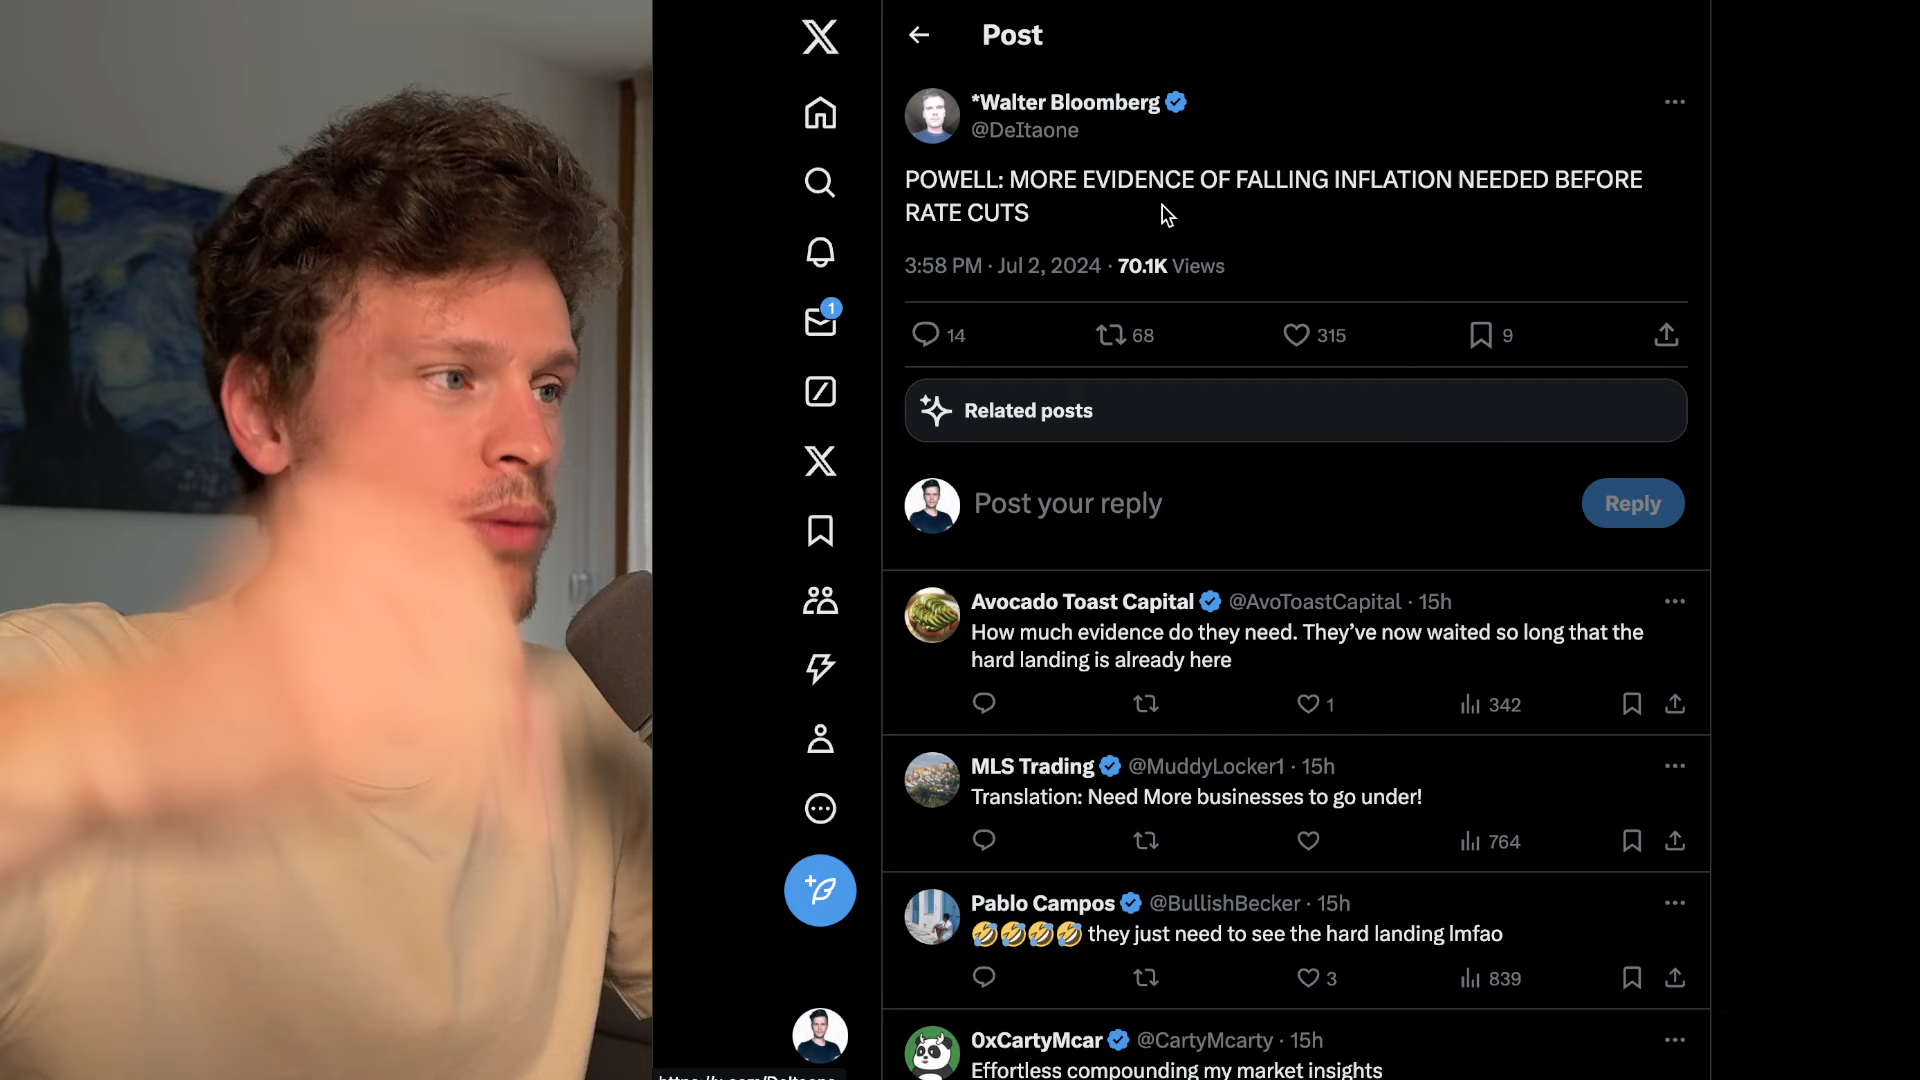 Post
*Walter Bloomberg
@DeItaone
POWELL: MORE EVIDENCE OF FALLING INFLATION NEEDED BEFORE
RATE CUTS
3:58 PM · Jul 2, 2024 · 70.1K Views
14 68 315 9
1
Related posts
Post your reply Reply
Avocado Toast Capital @AvoToastCapital · 15h
How much evidence do they need. They’ve now waited so long that the
hard landing is already here
1 342
MLS Trading @MuddyLocker1 · 15h
Translation: Need More businesses to go under!
764
Pablo Campos @BullishBecker · 15h
🤣🤣🤣🤣 they just need to see the hard landing lmfao
3 839
0xCartyMcar @CartyMcarty · 15h
Effortless compounding my market insights